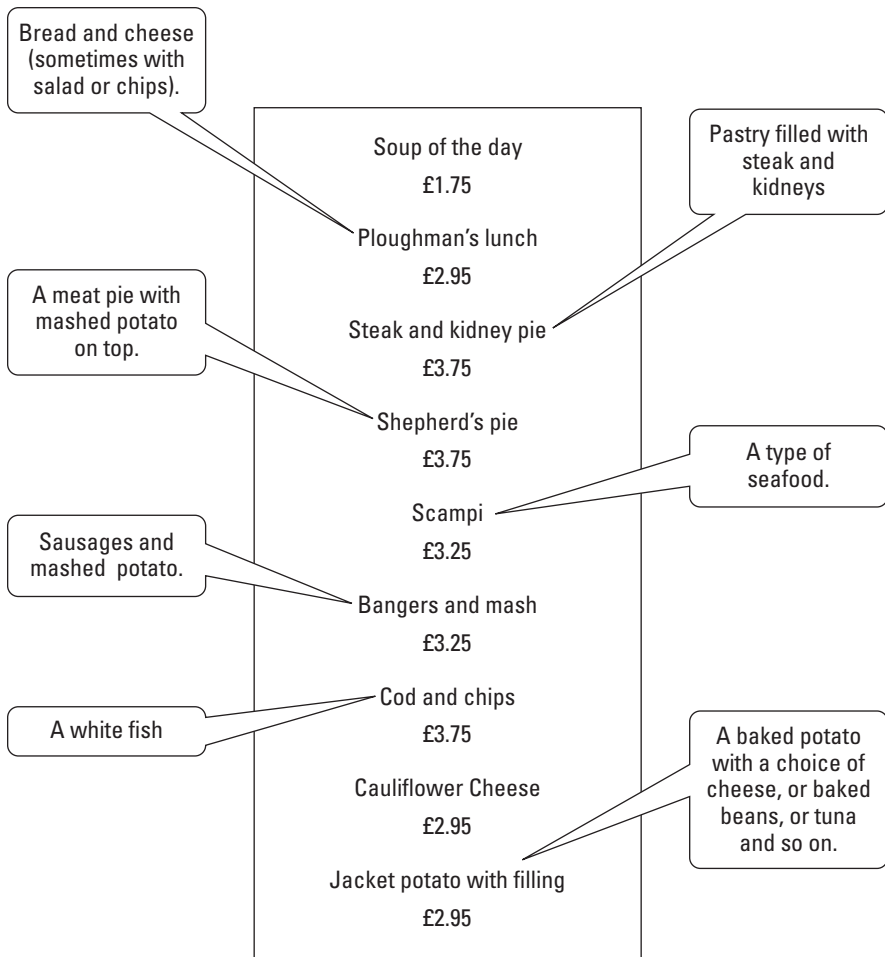 Bread and cheese
(sometimes with
salad or chips).
Soup of the day
£1.75
Pastry filled with
steak and
kidneys
Ploughman's lunch
£2.95
A meat pie with
mashed potato
on top.
Steak and kidney pie
£3.75
Shepherd's pie
£3.75
A type of
seafood.
Scampi
£3.25
Sausages and
mashed potato.
Bangers and mash
£3.25
Cod and chips
£3.75
A white fish
A baked potato
with a choice of
cheese, or baked
beans, or tuna
and so on.
Cauliflower Cheese
£2.95
Jacket potato with filling
£2.95